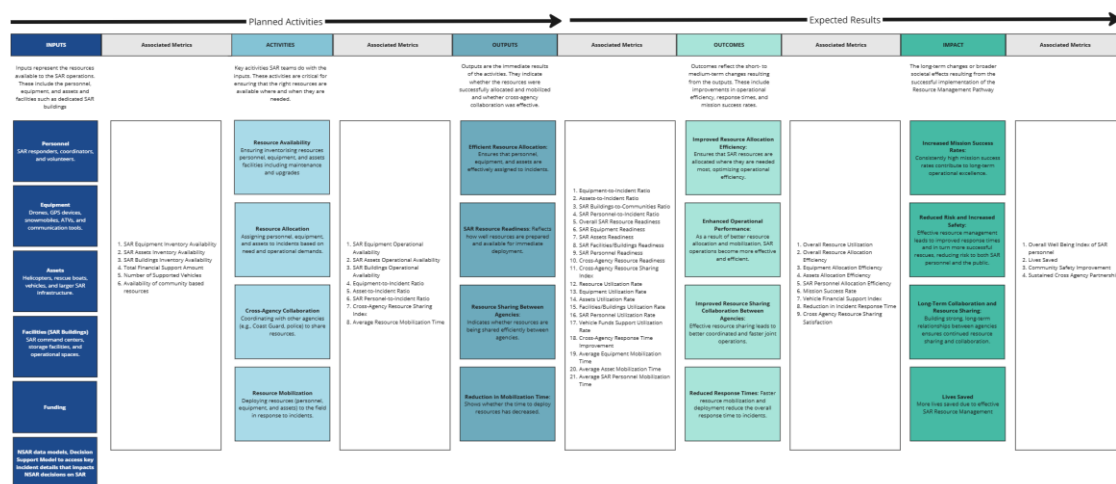 Planned Activities
Expected Results
INPUTS
Associated Metrics
ACTIVITIES
Associated Metrics
OUTPUTS
Associated Metrics
OUTCOMES
Associated Metrics
IMPACT
Associated Metrics
Inputs represent the resources
available to the SAR operations.
These include the personnel,
equipment, and assets and
facilities such as dedicated SAR
buildings
Key activities SAR teams do with the
inputs. These activities are critical for
ensuring that the right resources are
available where and when they are
needed.
Outputs are the immediate results of
the activities. They indicate
whether the resources were
successfully allocated and mobilized
and whether cross-agency
collaboration was effective.
Outcomes reflect the short- to
medium-term changes resulting
from the outputs. These include
improvements in operational
efficiency, response times, and
mission success rates.
The long-term changes or broader
societal effects resulting from the
successful implementation of the
Resource Management Pathway
Personnel
SAR responders, coordinators,
and volunteers.
Equipment
Drones, GPS devices,
snowmobiles, ATVs, and
communication tools.
Assets
Helicopters, rescue boats,
vehicles, and larger SAR
infrastructure.
Facilities (SAR Buildings)
SAR command centers,
storage facilities, and
operational spaces.
Funding
NSAR data models, Decision
Support Model to access key
incident details that impacts
NSAR decisions on SAR
1. SAR Equipment Inventory Availability
2. SAR Assets Inventory Availability
3. SAR Buildings Inventory Availability
4. Total Financial Support Amount
5. Number of Supported Vehicles
6. Availability of community based
resources
Resource Availability
Ensuring inventorising resources
personnel, equipment, and assets
facilities including maintenance
and upgrades
Resource Allocation
Assigning personnel, equipment,
and assets to incidents based on
need and operational demands.
Cross-Agency Collaboration
Coordinating with other agencies
(e.g., Coast Guard, police) to share
resources.
Resource Mobilization
Deploying resources (personnel,
equipment, and assets) to the field
in response to incidents.
1. SAR Equipment Operational
Availability
2. SAR Assets Operational Availability
3. SAR Buildings Operational
Availability
4. Equipment-to-Incident Ratio
5. Asset-to-Incident Ratio
6. SAR Personnel-to-Incident Ratio
7. Cross-Agency Resource Sharing
Index
8. Average Resource Mobilization Time
Efficient Resource Allocation:
Ensures that personnel,
equipment, and assets are
effectively assigned to incidents.
SAR Resource Readiness: Reflects
how well resources are prepared
and available for immediate
deployment.
Resource Sharing Between
Agencies:
Indicates whether resources are
being shared efficiently between
agencies.
Reduction in Mobilization Time:
Shows whether the time to deploy
resources has decreased.
1. Equipment-to-Incident Ratio
2. Assets-to-Incident Ratio
3. SAR Buildings-to-Communities Ratio
4. SAR Personnel-to-Incident Ratio
5. Overall SAR Resource Readiness
6. SAR Equipment Readiness
7. SAR Assets Readiness
8. SAR Facilities/Buildings Readiness
9. SAR Personnel Readiness
10. Cross-Agency Resource Readiness
11. Cross-Agency Resource Sharing
Index
12. Resource Utilization Rate
13. Equipment Utilization Rate
14. Assets Utilization Rate
15. Facilities/Buildings Utilization Rate
16. SAR Personnel Utilization Rate
17. Vehicle Funds Support Utilization
Rate
18. Cross-Agency Response Time
Improvement
19. Average Equipment Mobilization
Time
20. Average Asset Mobilization Time
21. Average SAR Personnel Mobilization
Time
Improved Resource Allocation
Efficiency:
Ensures that SAR resources are
allocated where they are needed
most, optimising operational
efficiency.
Enhanced Operational
Performance:
As a result of better resource
allocation and mobilization, SAR
operations become more effective
and efficient.
Improved Resource Sharing
Collaboration Between
Agencies:
Effective resource sharing leads to
better coordinated and faster joint
operations.
Reduced Response Times: Faster
resource mobilization and
deployment reduce the overall
response time to incidents.
1. Overall Resource Utilization
2. Overall Resource Allocation
Efficiency
3. Equipment Allocation Efficiency
4. Assets Allocation Efficiency
5. SAR Personnel Allocation Efficiency
6. Mission Success Rate
7. Vehicle Financial Support Index
8. Reduction in Incident Response Time
9. Cross Agency Resource Sharing
Satisfaction
Increased Mission Success
Rates:
Consistently high mission success
rates contribute to long-term
operational excellence.
Reduced Risk and Increased
Safety:
Effective resource management
leads to improved response times
and in turn more successful
rescues, reducing risk to both SAR
personnel and the public.
Long-Term Collaboration and
Resource Sharing:
Building strong, long-term
relationships between agencies
ensures continued resource
sharing and collaboration.
Lives Saved
More lives saved due to effective
SAR Resource Management
1. Overall Well Being Index of SAR
personnel
2. Lives Saved
3. Community Safety Improvement
4. Sustained Cross Agency Partnership